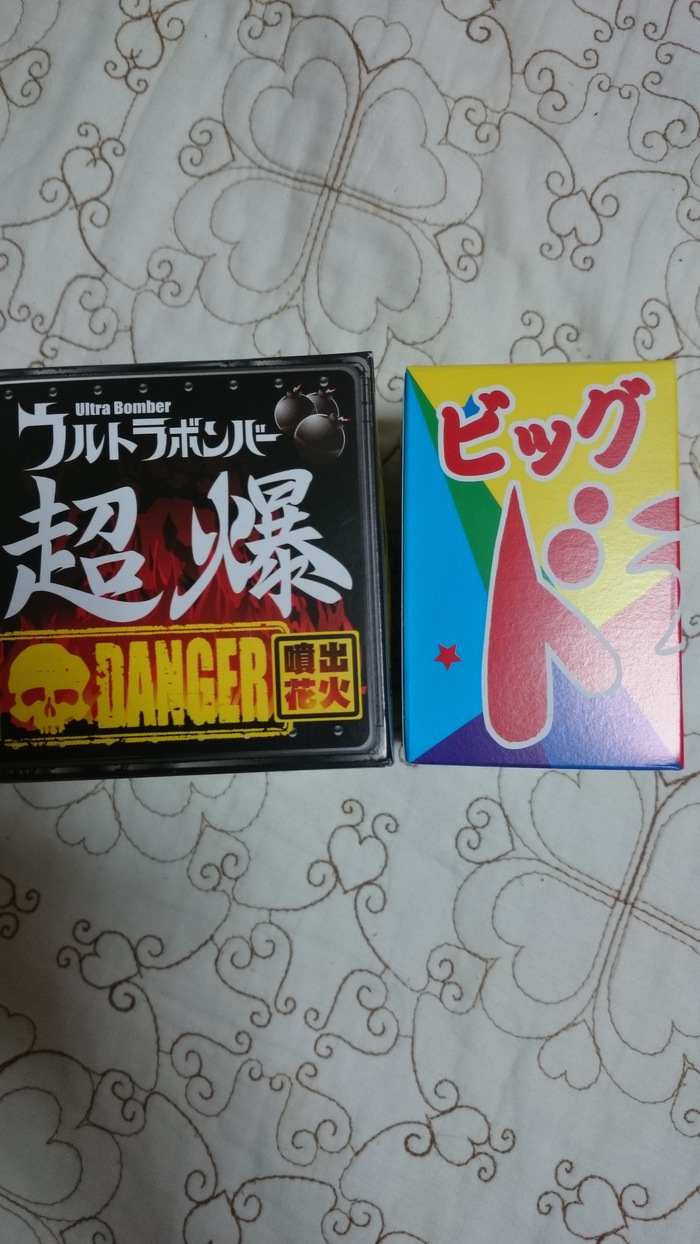 Ultra Bomber
ウルトラボンバー
超爆
DANGER
噴出
花火
ビッグ
ド